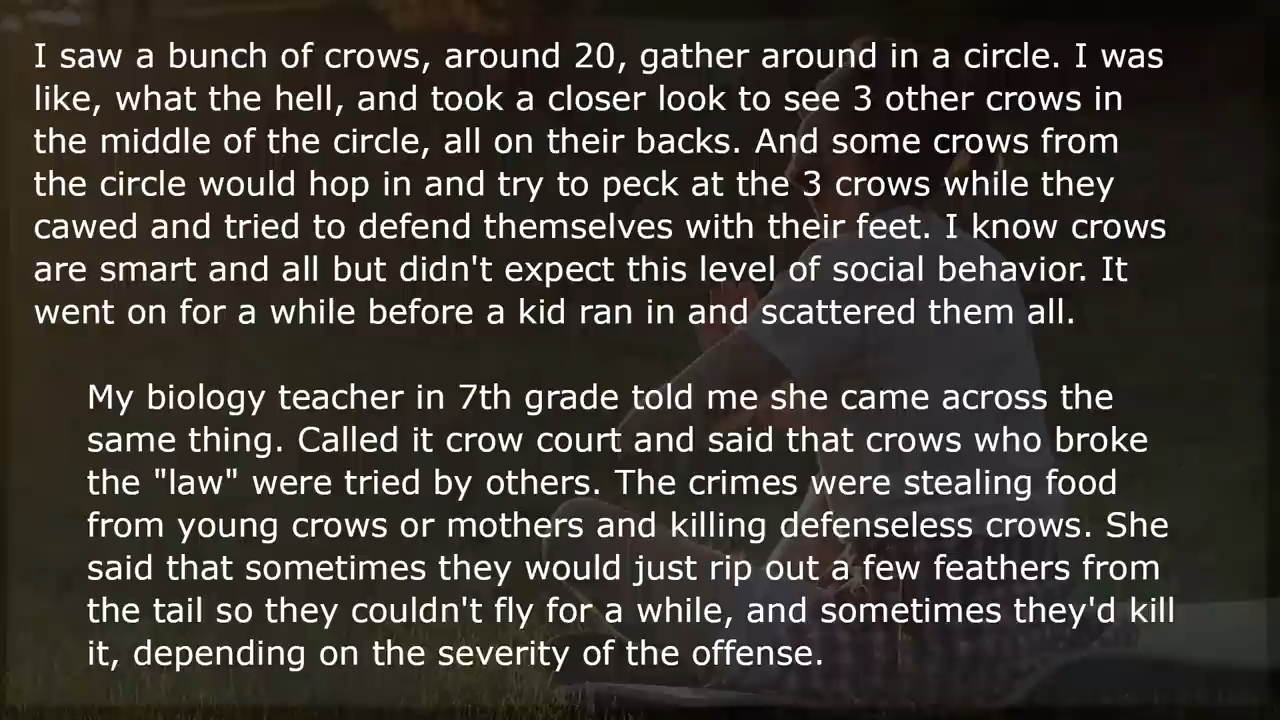 I saw a bunch of crows, around 20, gather around in a circle. I was
like, what the hell, and took a closer look to see 3 other crows in
the middle of the circle, all on their backs. And some crows from
the circle would hop in and try to peck at the 3 crows while they
cawed and tried to defend themselves with their feet. I know crows
are smart and all but didn't expect this level of social behavior. It
went on for a while before a kid ran in and scattered them all.
My biology teacher in 7th grade told me she came across the
same thing. Called it crow court and said that crows who broke
the "law" were tried by others. The crimes were stealing food
from young crows or mothers and killing defenseless crows. She
said that sometimes they would just rip out a few feathers from
the tail so they couldn't fly for a while, and sometimes they'd kill
it, depending on the severity of the offense.